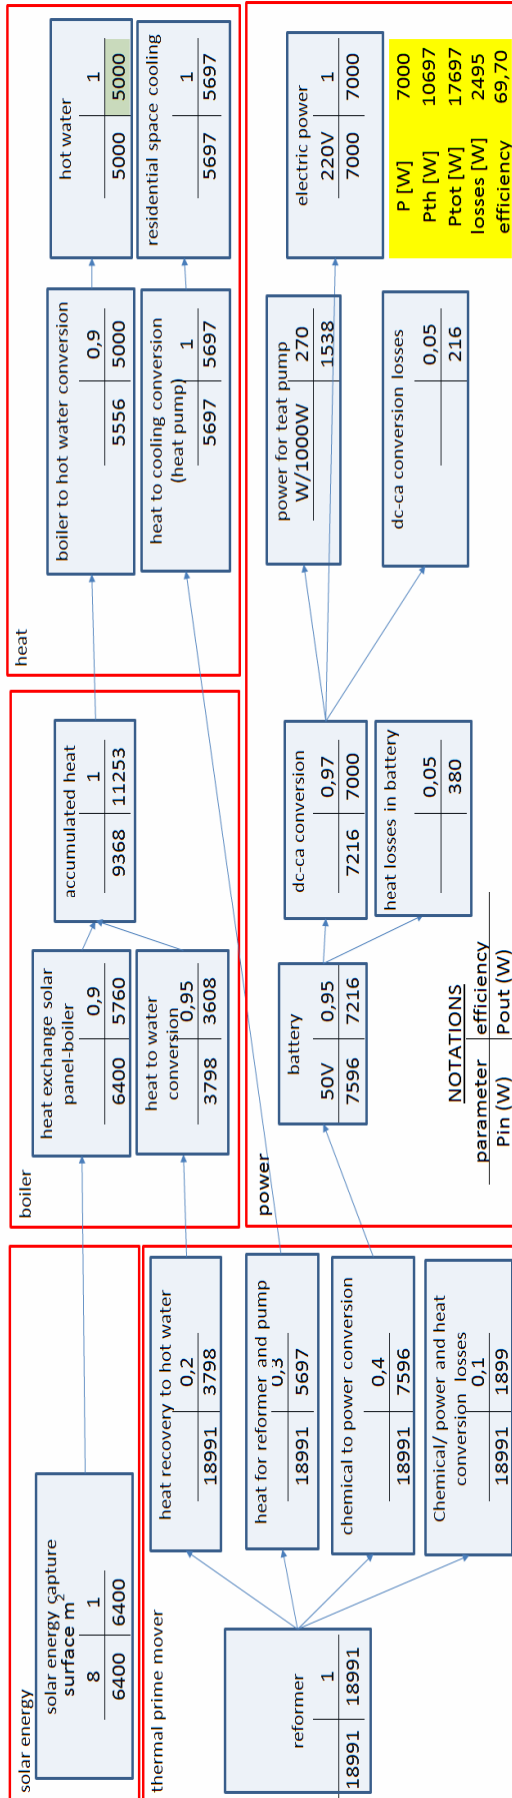 solar energy
solar energy capture
surface m2
8 1
6400 6400
thermal prime mover
reformer
1
18991 18991
heat recovery to hot water
0,2
18991 3798
heat for reformer and pump
0,3
18991 5697
chemical to power conversion
0,4
18991 7596
Chemical/ power and heat
conversion losses
0,1
18991 1899
boiler
heat exchange solar
panel-boiler
0,9
6400 5760
heat to water
conversion
0,95
3798 3608
accumulated heat
1
9368 11253
heat
boiler to hot water conversion
0,9
5556 5000
heat to cooling conversion
(heat pump)
1
5697 5697
hot water
1
5000 5000
residential space cooling
1
5697 5697
power
battery
50V 0,95
7596 7216
dc-ca conversion
0,97
7216 7000
heat losses in battery
0,05
380
power for teat pump
W/1000W 270
1538
dc-ca conversion losses
0,05
216
electric power
220V 1
7000 7000
NOTATIONS
parameter efficiency
Pin (W) Pout (W)
P [W] 7000
Pth [W] 10697
Ptot [W] 17697
losses [W] 2495
efficiency 69,70